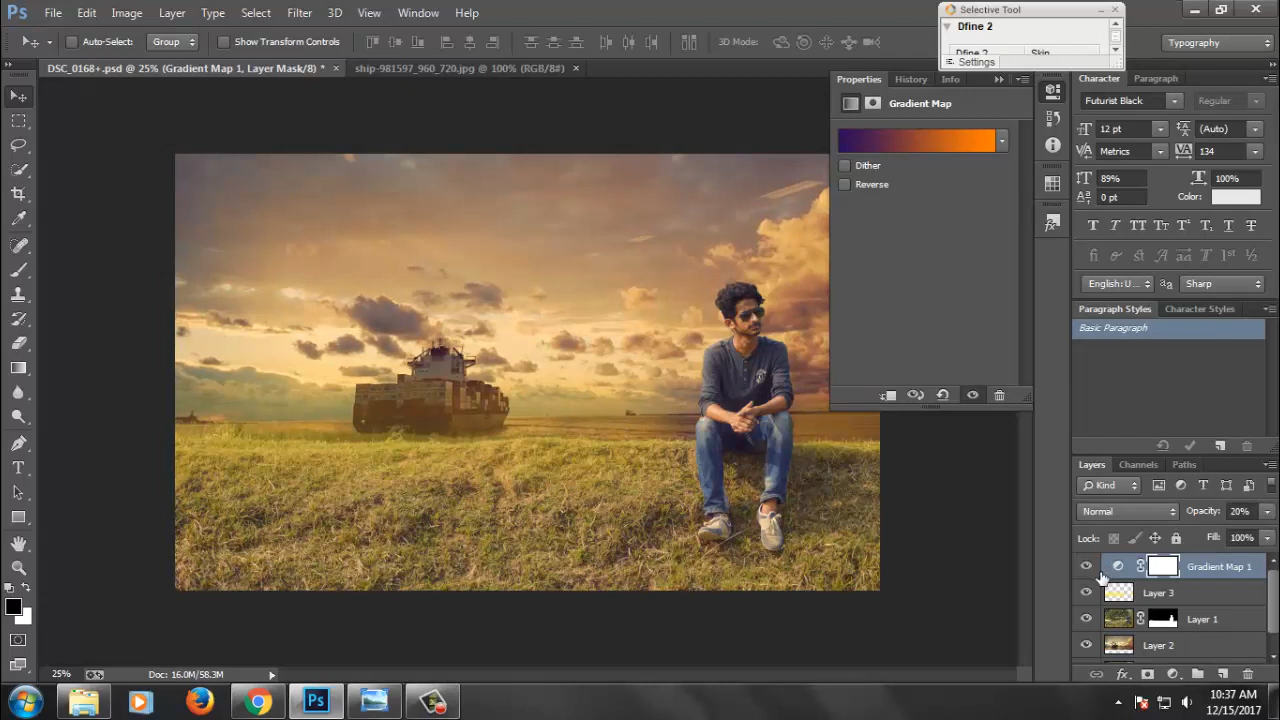 Ps File Edit Image Layer Type Select Filter 3D View Window Help
Selective Tool
Dfine 2
Dfine 2 Skin
Settings
Auto-Select: Group Show Transform Controls 3D Mode: Typography
DSC_0168+.psd @ 25% (Gradient Map 1, Layer Mask/8) * × ship-981597_960_720.jpg @ 100% (RGB/8#) ×
Properties History Info
Gradient Map
Dither
Reverse
Character Paragraph
Futurist Black Regular
12 pt (Auto)
Metrics 134
89% 100%
0 pt Color:
English: U... Sharp
Paragraph Styles Character Styles
Basic Paragraph
Layers Channels Paths
Kind
Normal Opacity: 20%
Lock: Fill: 100%
Gradient Map 1
Layer 3
Layer 1
Layer 2
25% Doc: 16.0M/58.3M
Ps
10:37 AM
12/15/2017